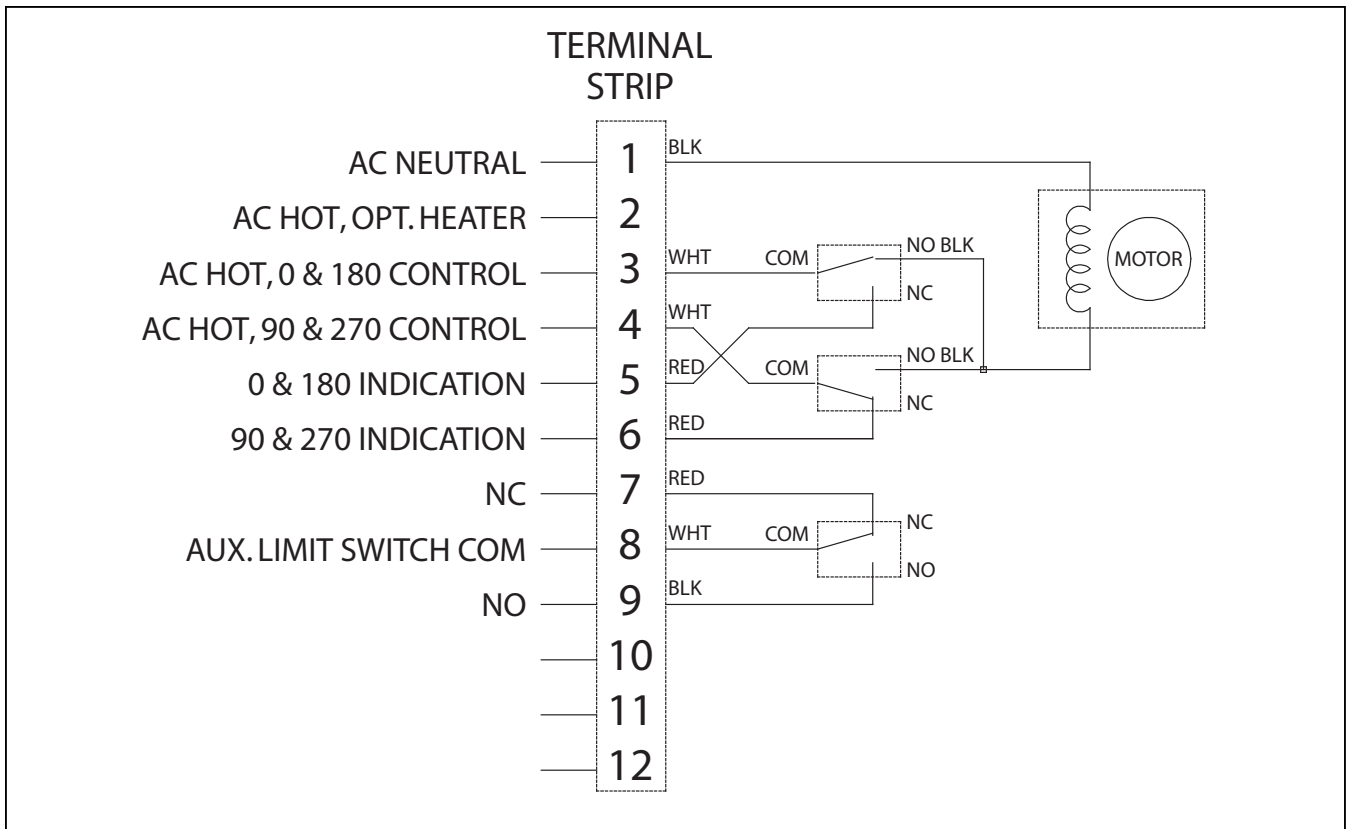 TERMINAL
STRIP
AC NEUTRAL 1 BLK
AC HOT, OPT. HEATER 2
AC HOT, 0 & 180 CONTROL 3 WHT COM NO BLK
NC
MOTOR
AC HOT, 90 & 270 CONTROL 4 WHT
0 & 180 INDICATION 5 RED COM NO BLK
NC
90 & 270 INDICATION 6 RED
NC 7 RED
AUX. LIMIT SWITCH COM 8 WHT COM NC
NO
NO 9 BLK
10
11
12